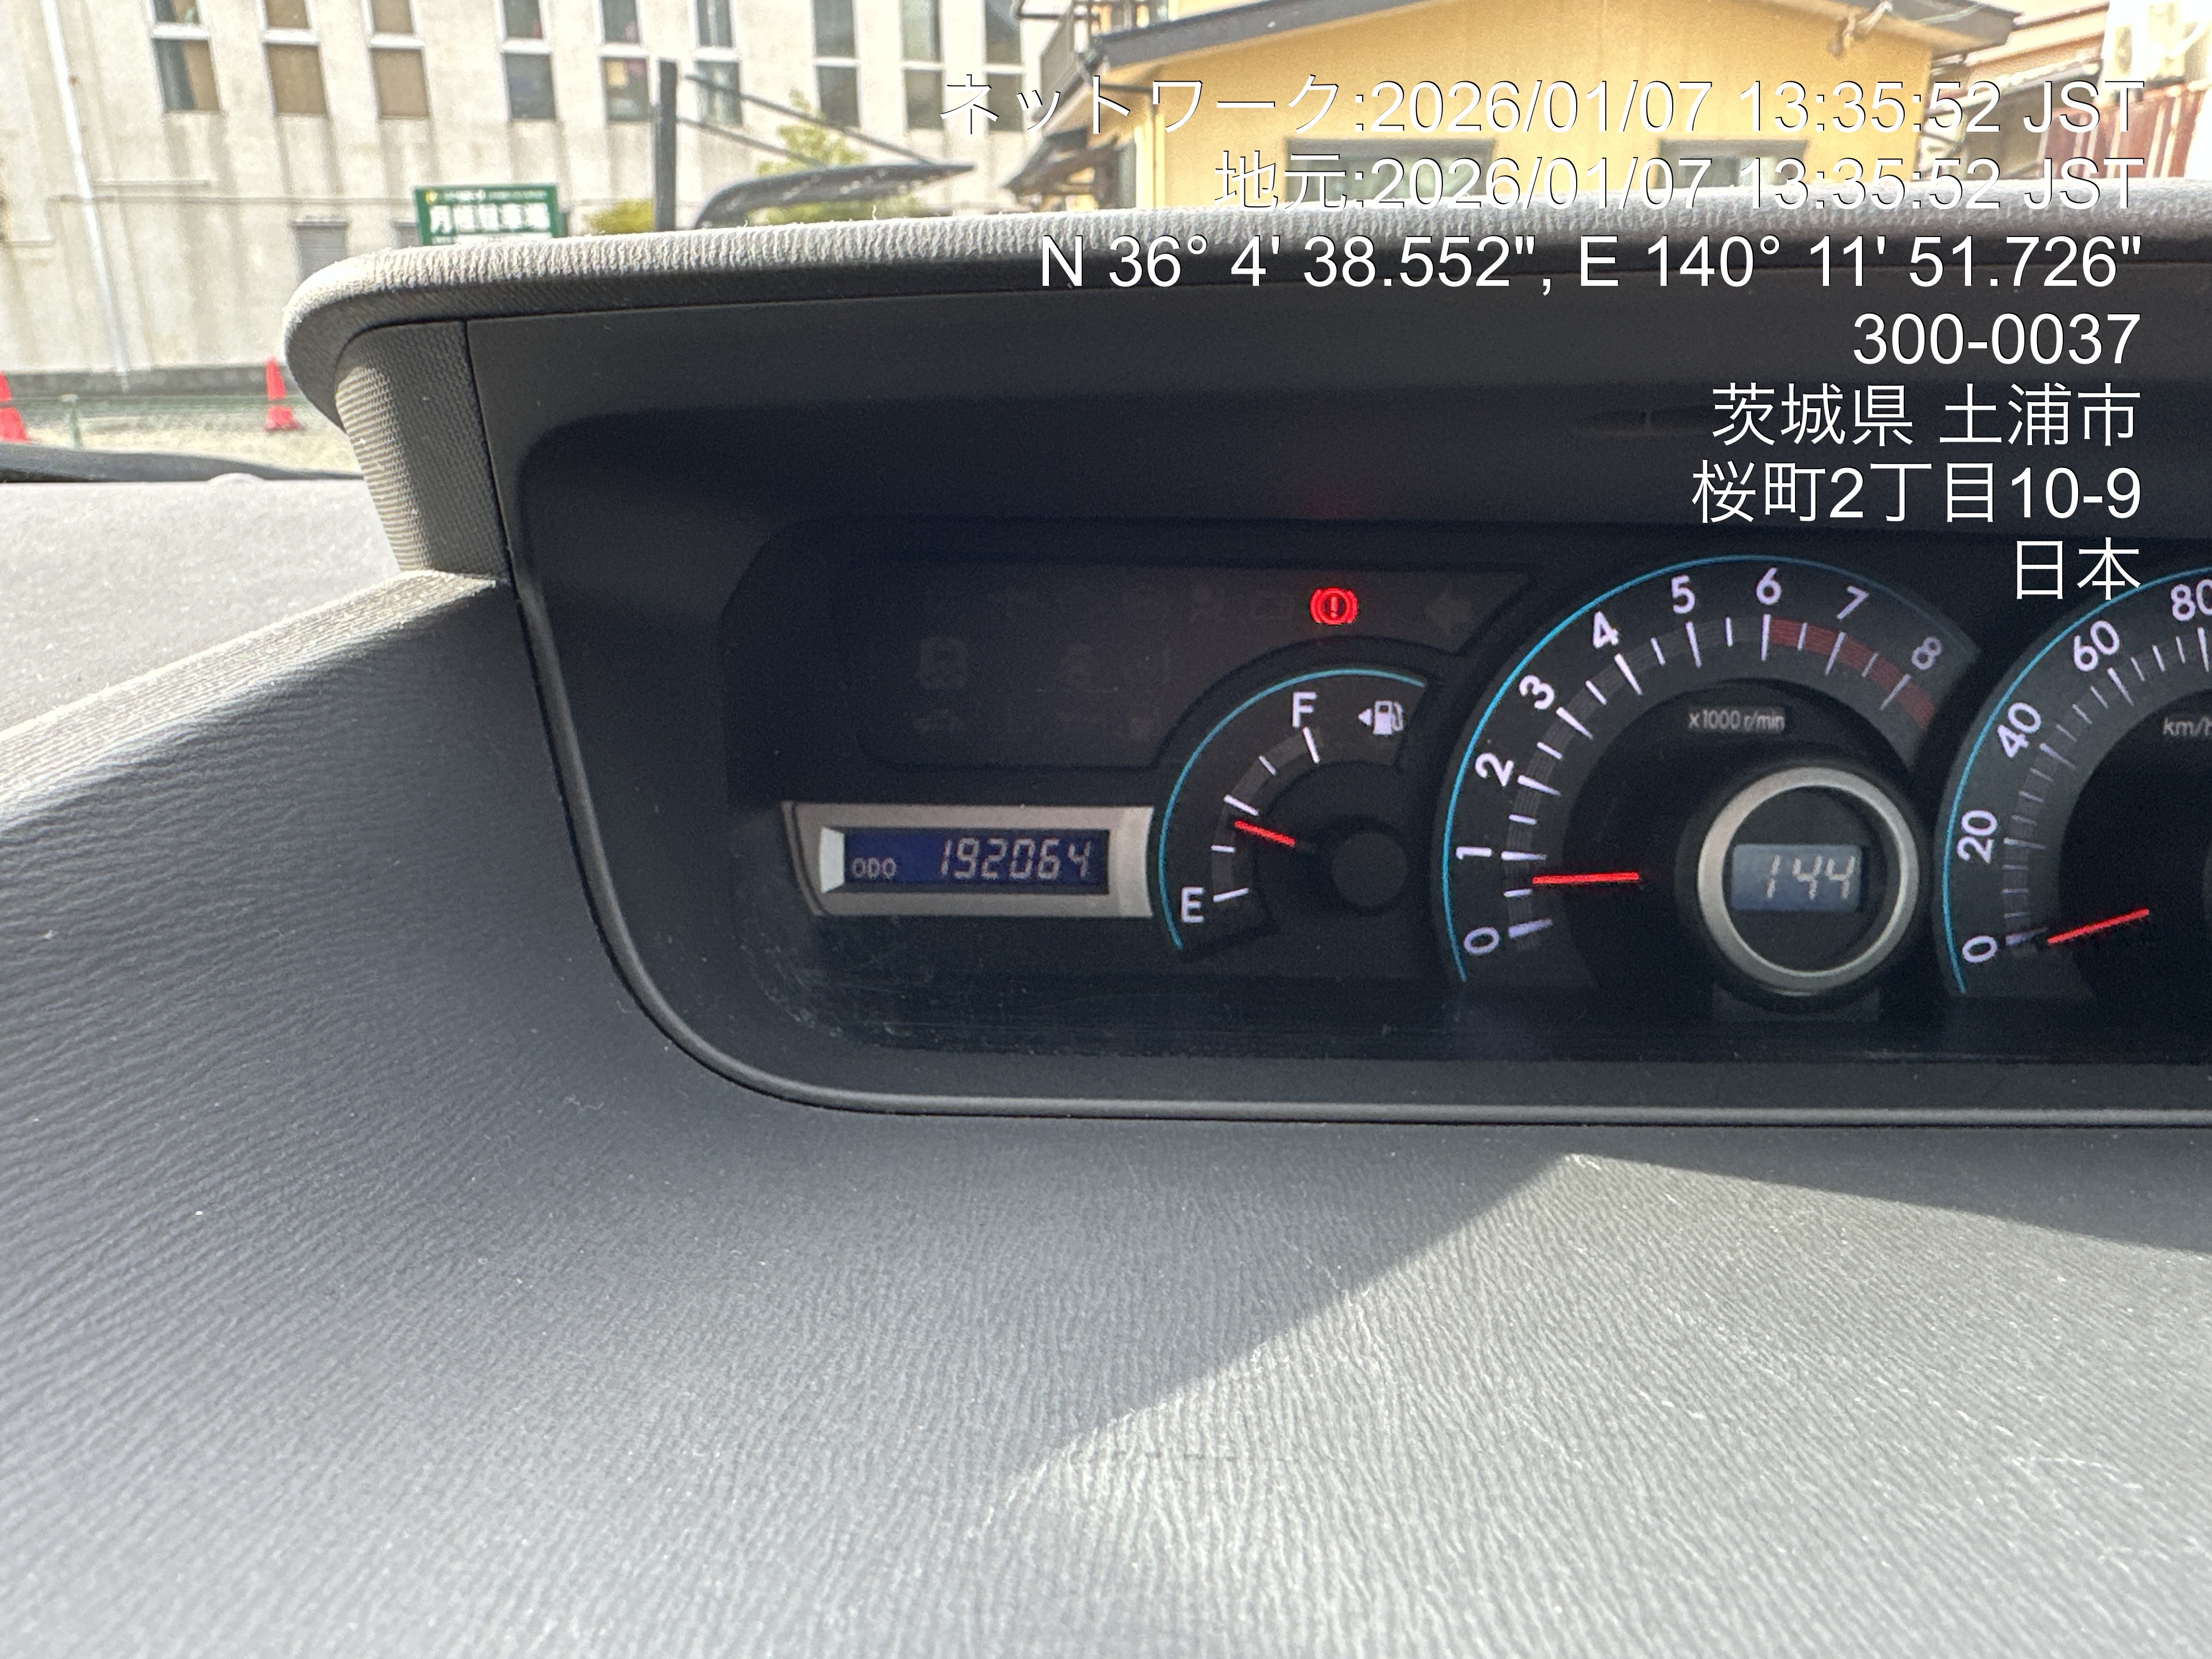 ネットワーク:2026/01/07 13:35:52 JST
地元:2026/01/07 13:35:52 JST
N 36° 4' 38.552", E 140° 11' 51.726"
300-0037
茨城県 土浦市
桜町2丁目10-9
日本
月極駐車場
ODO 192064
F
E
0 1 2 3 4 5 6 7 8
x1000 r/min
144
0 20 40 60 80
km/h